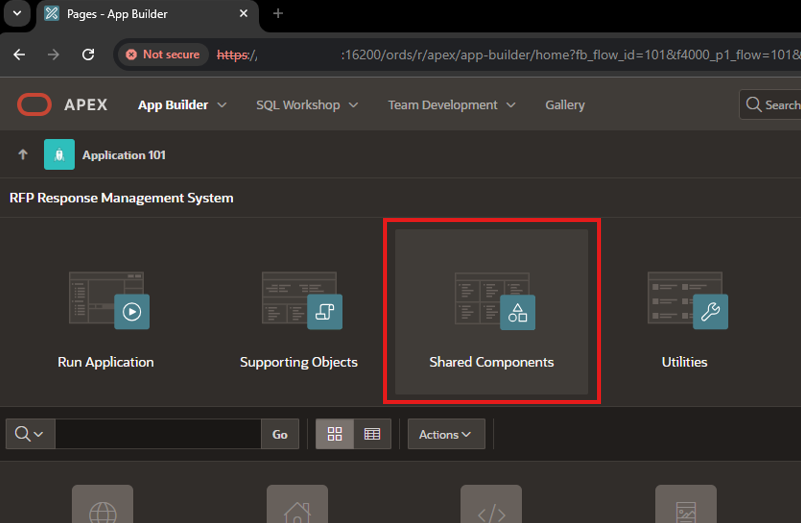 Pages - App Builder
Not secure https:// :16200/ords/r/apex/app-builder/home?fb_flow_id=101&f4000_p1_flow=101&
APEX App Builder SQL Workshop Team Development Gallery Search
Application 101
RFP Response Management System
Run Application Supporting Objects Shared Components Utilities
Go Actions